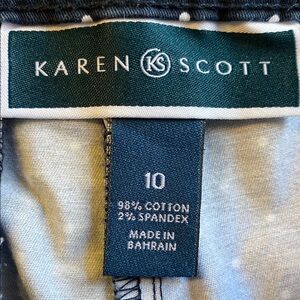 KAREN KS SCOTT
10
98% COTTON
2% SPANDEX
MADE IN
BAHRAIN